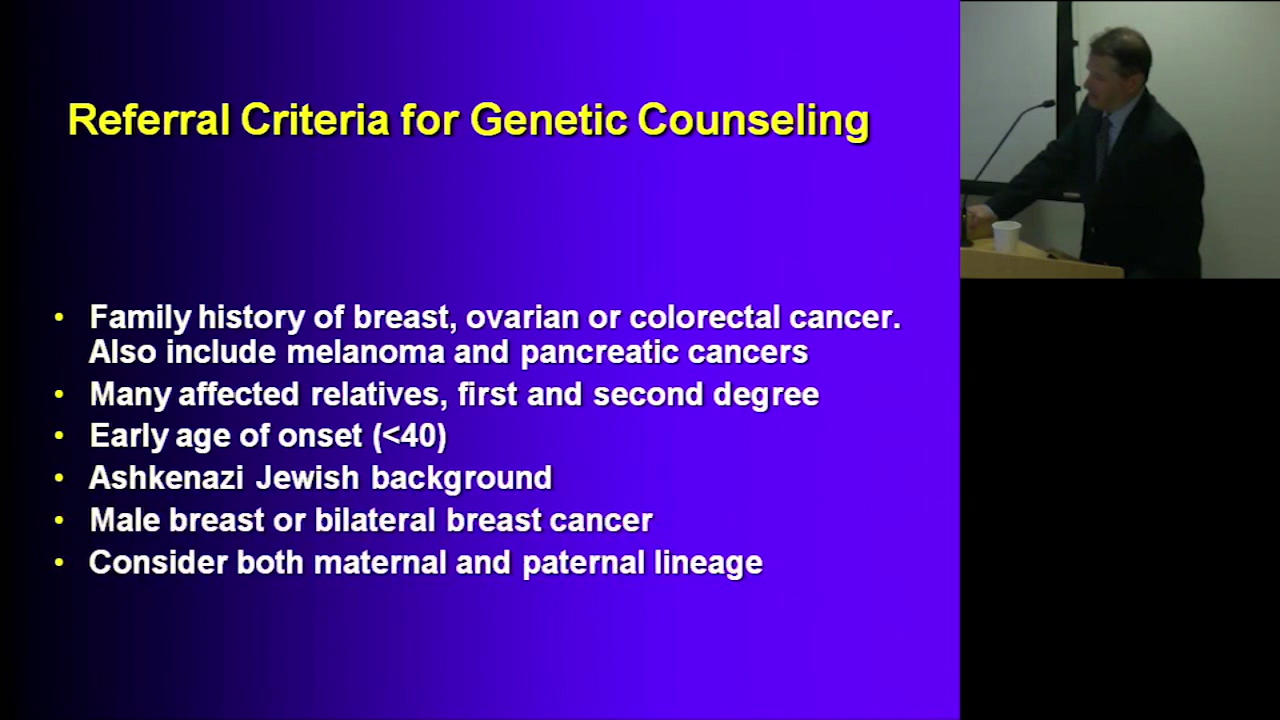 Referral Criteria for Genetic Counseling
• Family history of breast, ovarian or colorectal cancer.
Also include melanoma and pancreatic cancers
• Many affected relatives, first and second degree
• Early age of onset (<40)
• Ashkenazi Jewish background
• Male breast or bilateral breast cancer
• Consider both maternal and paternal lineage